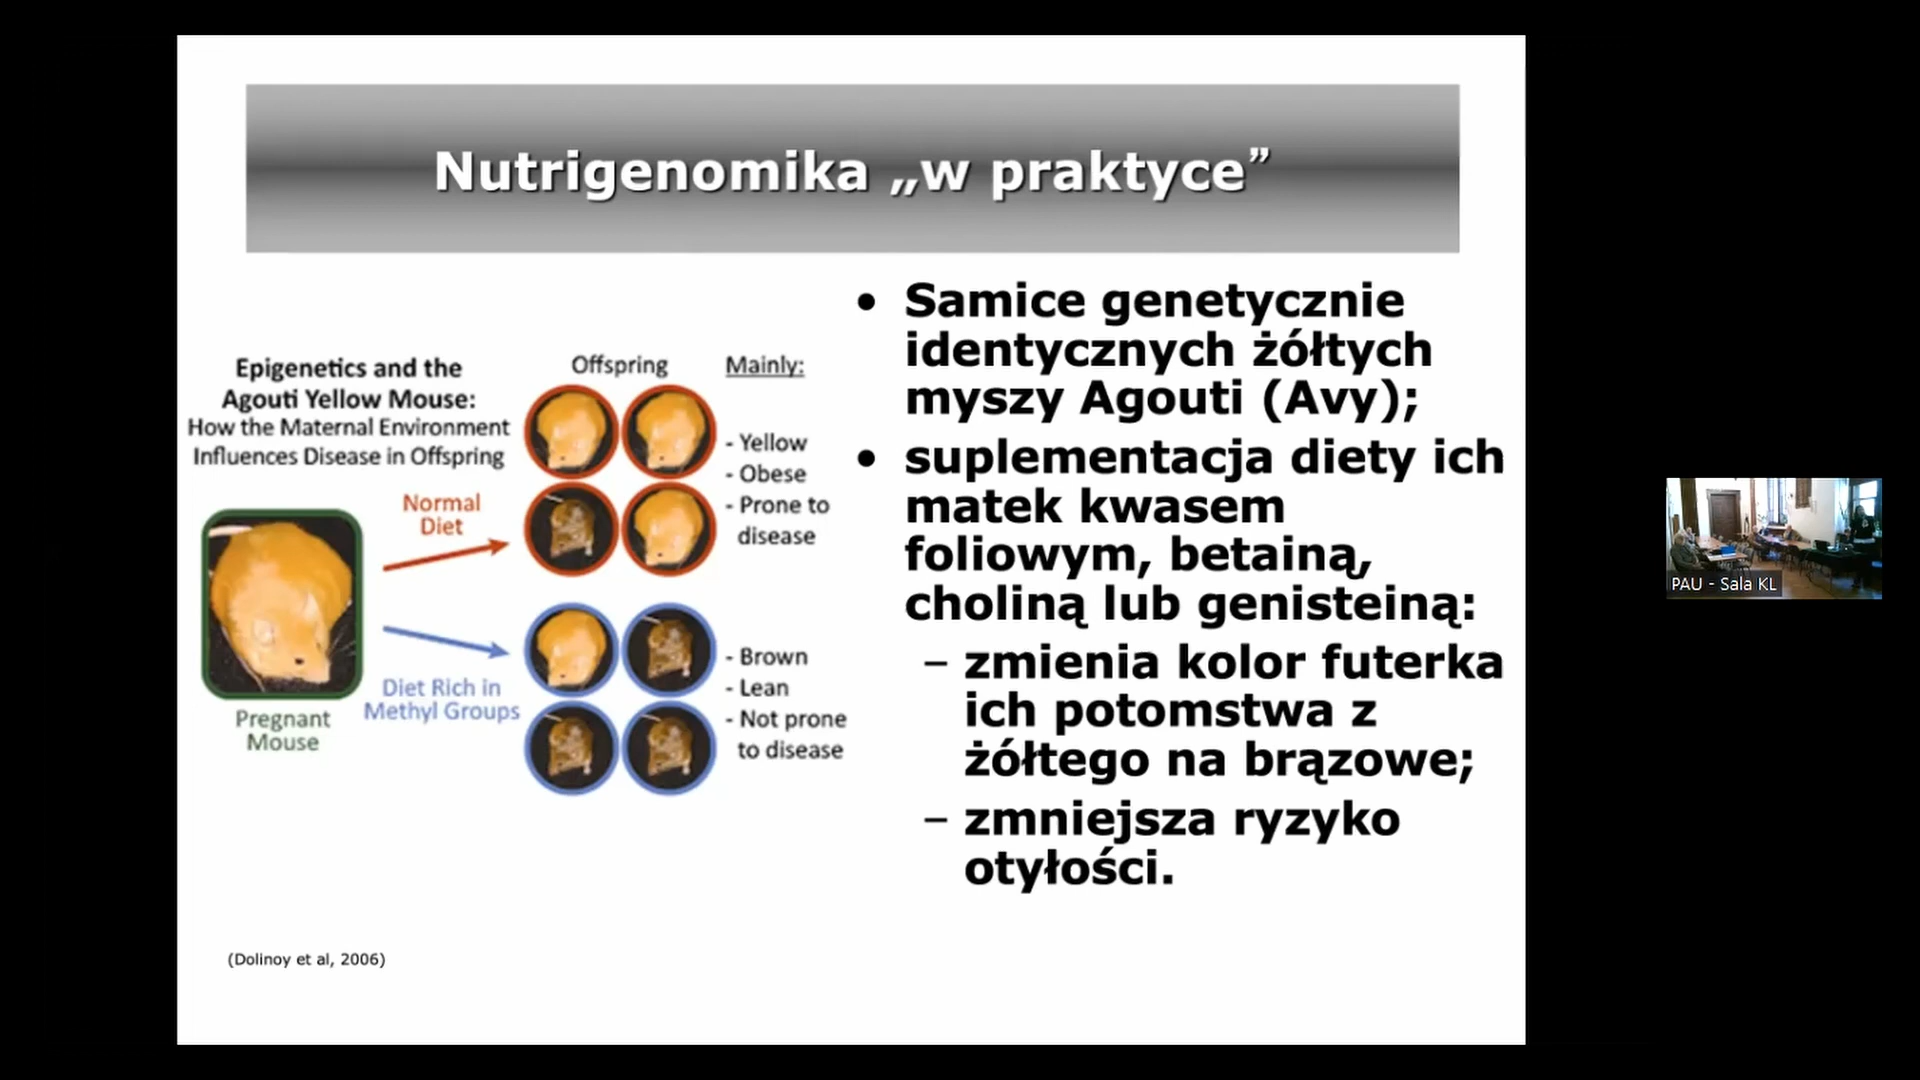 Nutrigenomika „w praktyce”
Epigenetics and the
Agouti Yellow Mouse:
How the Maternal Environment
Influences Disease in Offspring
Normal
Diet
Diet Rich in
Methyl Groups
Pregnant
Mouse
Offspring
Mainly:
- Yellow
- Obese
- Prone to
disease
- Brown
- Lean
- Not prone
to disease
• Samice genetycznie
identycznych żółtych
myszy Agouti (Avy);
• suplementacja diety ich
matek kwasem
foliowym, betainą,
choliną lub genisteiną:
– zmienia kolor futerka
ich potomstwa z
żółtego na brązowe;
– zmniejsza ryzyko
otyłości.
(Dolinoy et al, 2006)
PAU - Sala KL